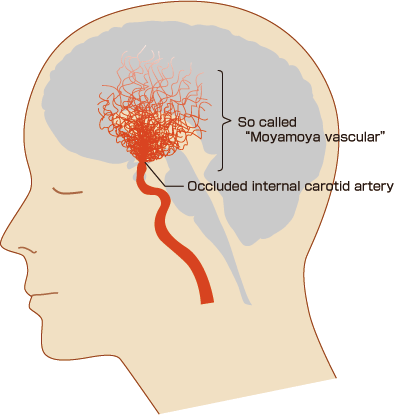 So called
“Moyamoya vascular”
Occluded internal carotid artery